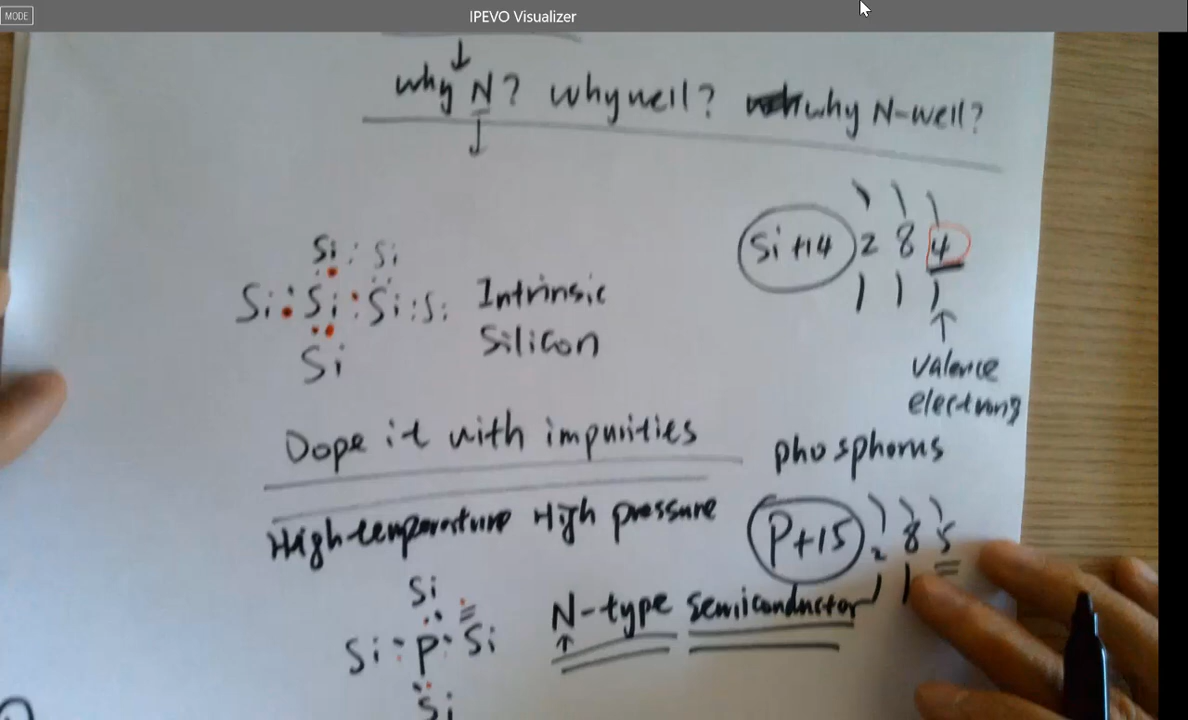 MODE
IPEVO Visualizer
why N? why well? why N-well?
Si +14 2 8 4
Si : Si
Si : Si : Si : Si
Intrinsic
Silicon
Si
valence
electrons
Dope it with impurities
phosphorus
High-temperature High pressure
P+15 2 8 5
Si
N-type semiconductor
Si : P : Si
Si